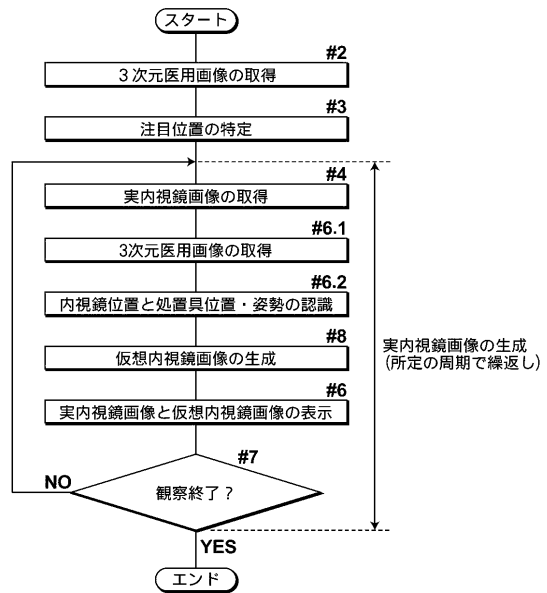 スタート
#2
３次元医用画像の取得
#3
注目位置の特定
#4
実内視鏡画像の取得
#6.1
3次元医用画像の取得
#6.2
内視鏡位置と処置具位置・姿勢の認識
#8
仮想内視鏡画像の生成
#6
実内視鏡画像と仮想内視鏡画像の表示
実内視鏡画像の生成
(所定の周期で繰返し)
#7
NO
観察終了？
YES
エンド